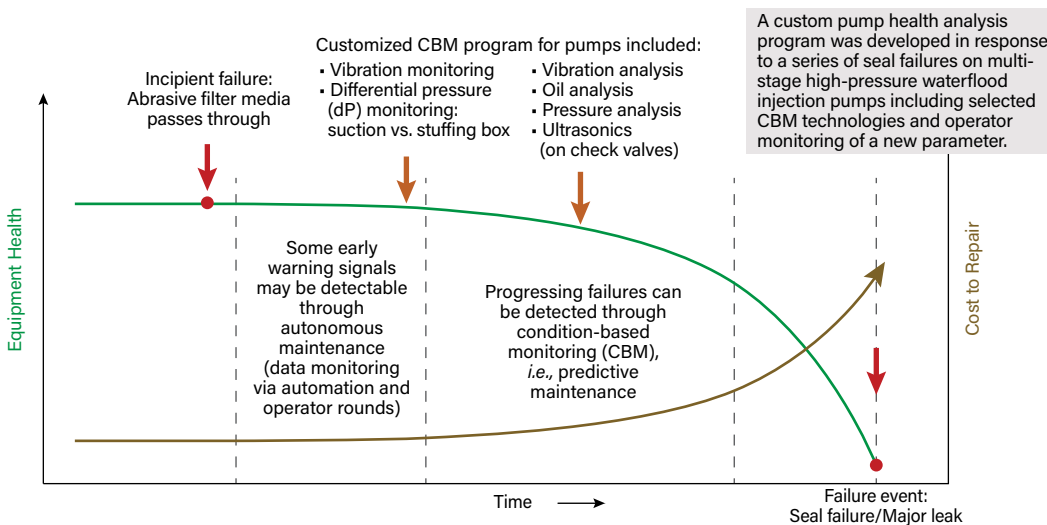 A custom pump health analysis
program was developed in response
to a series of seal failures on multi-
stage high-pressure waterflood
injection pumps including selected
CBM technologies and operator
monitoring of a new parameter.
Customized CBM program for pumps included:
• Vibration monitoring
• Differential pressure
(dP) monitoring:
suction vs. stuffing box
• Vibration analysis
• Oil analysis
• Pressure analysis
• Ultrasonics
(on check valves)
Incipient failure:
Abrasive filter media
passes through
Equipment Health
Some early
warning signals
may be detectable
through
autonomous
maintenance
(data monitoring
via automation and
operator rounds)
Progressing failures can
be detected through
condition-based
monitoring (CBM),
i.e., predictive
maintenance
Cost to Repair
Time
Failure event:
Seal failure/Major leak